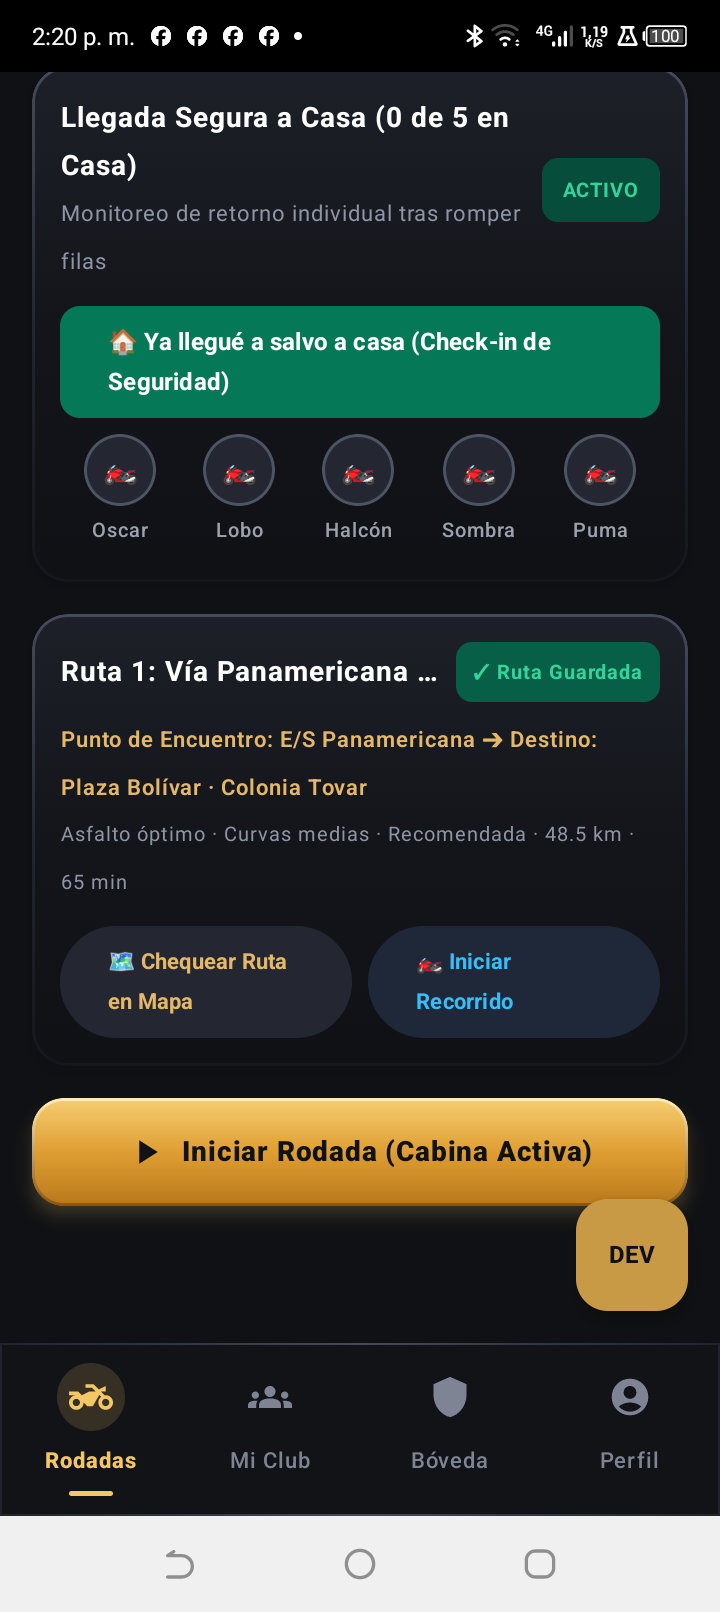 2:20 p. m.
4G 1,19 K/S 100
Llegada Segura a Casa (0 de 5 en
Casa)
ACTIVO
Monitoreo de retorno individual tras romper
filas
Ya llegué a salvo a casa (Check-in de
Seguridad)
Oscar Lobo Halcón Sombra Puma
Ruta 1: Vía Panamericana ...
✓ Ruta Guardada
Punto de Encuentro: E/S Panamericana ➔ Destino:
Plaza Bolívar · Colonia Tovar
Asfalto óptimo · Curvas medias · Recomendada · 48.5 km ·
65 min
Chequear Ruta
en Mapa
Iniciar
Recorrido
Iniciar Rodada (Cabina Activa)
DEV
Rodadas Mi Club Bóveda Perfil